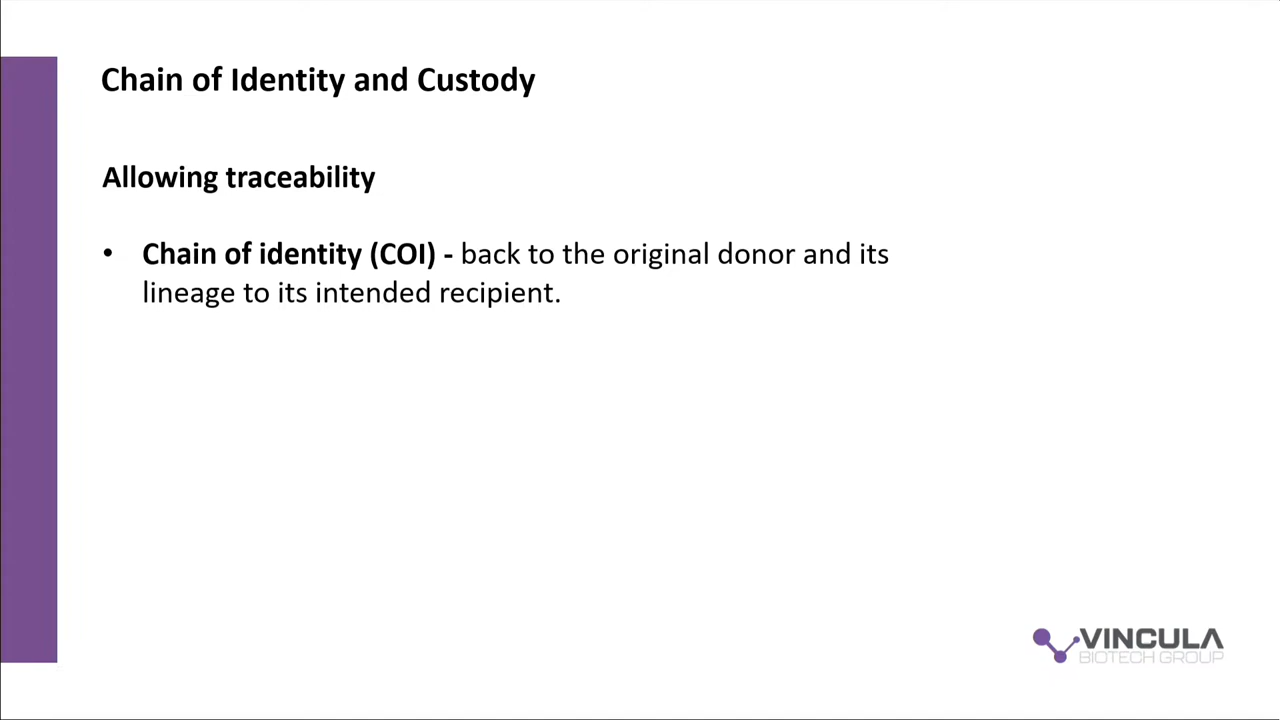 Chain of Identity and Custody
Allowing traceability
• Chain of identity (COI) - back to the original donor and its
lineage to its intended recipient.
VINCULA
BIOTECH GROUP